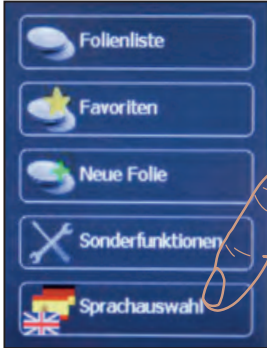 Folienliste
Favoriten
Neue Folie
Sonderfunktionen
Sprachauswahl